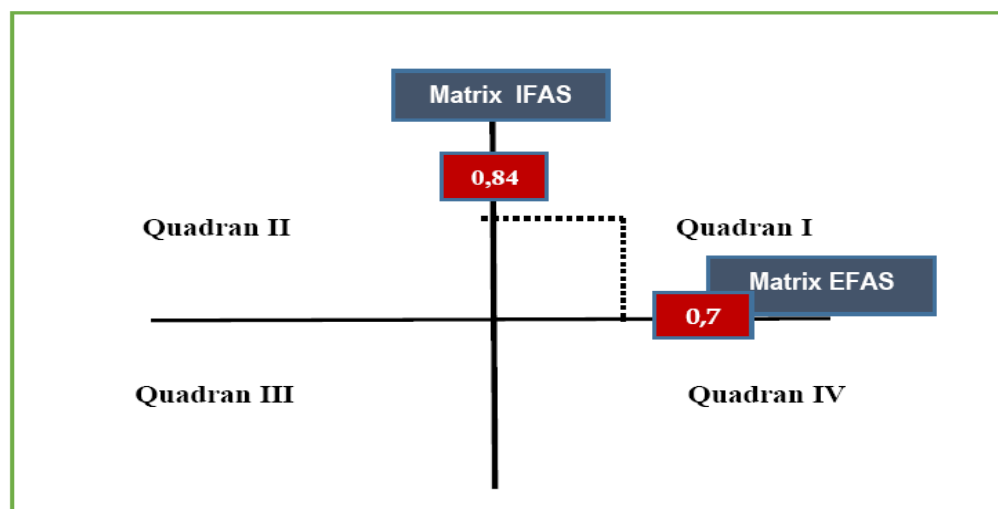 Matrix IFAS
0,84
Quadran II
Quadran I
Matrix EFAS
0,7
Quadran III
Quadran IV